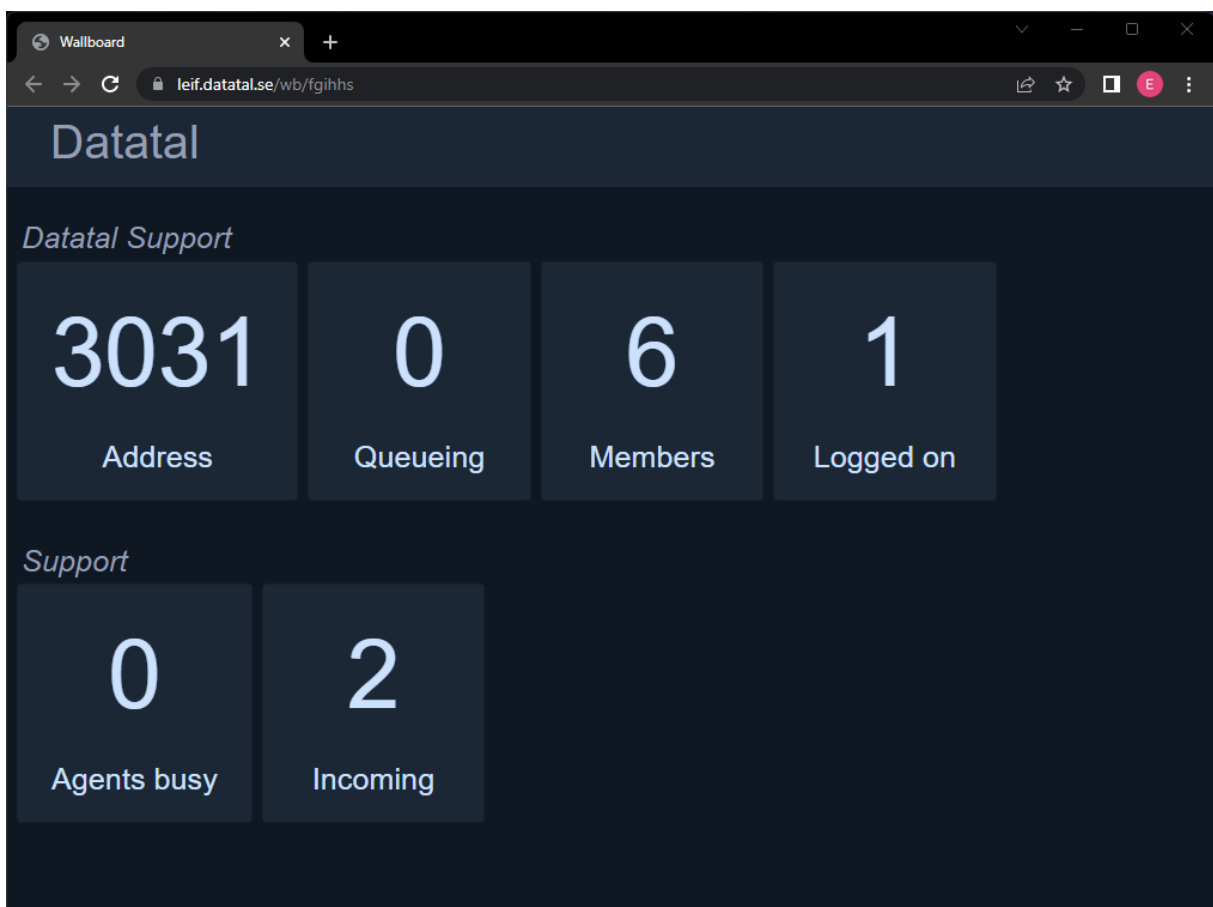 Wallboard
leif.datatal.se/wb/fgihhs
E
Datatal
Datatal Support
3031 0 6 1
Address Queueing Members Logged on
Support
0 2
Agents busy Incoming